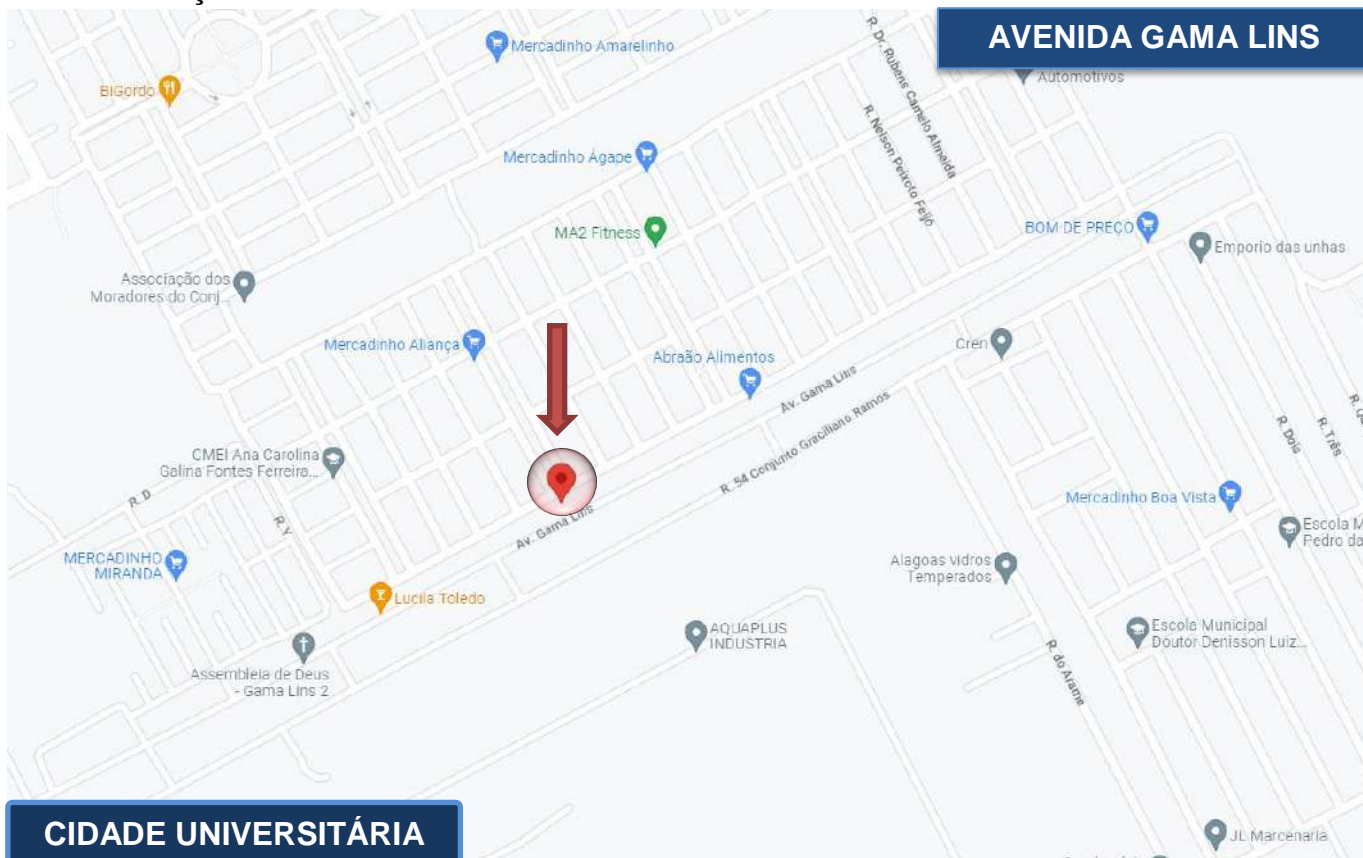 AVENIDA GAMA LINS
Mercadinho Amarelinho
Automotivos
BIGordo
R. Dr. Rubens Camelo Almeida
R. Nelson Peixoto Feijó
Mercadinho Ágape
MA2 Fitness
BOM DE PREÇO
Emporio das unhas
Associação dos
Moradores do Conj...
Mercadinho Aliança
Abraão Alimentos
Cren
Av. Gama Lins
R. 54 Conjunto Graciliano Ramos
R. Dois
R. Três
CMEI Ana Carolina
Galina Fontes Ferreira...
R. D
R. V
Av. Gama Lins
Mercadinho Boa Vista
Escola M
Pedro da
MERCADINHO
MIRANDA
Alagoas vidros
Temperados
Lucila Toledo
AQUAPLUS
INDUSTRIA
Escola Municipal
Doutor Denisson Luiz...
R. do Arame
Assembleia de Deus
- Gama Lins 2
CIDADE UNIVERSITÁRIA
JL Marcenaria